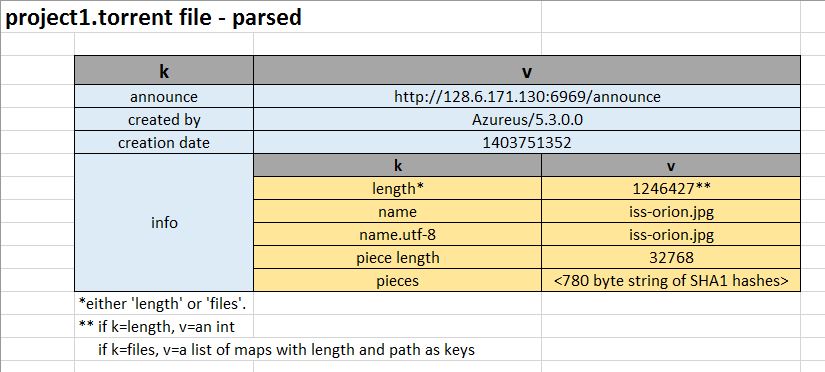 project1.torrent file - parsed
k v
announce http://128.6.171.130:6969/announce
created by Azureus/5.3.0.0
creation date 1403751352
info
k v
length* 1246427**
name iss-orion.jpg
name.utf-8 iss-orion.jpg
piece length 32768
pieces <780 byte string of SHA1 hashes>
*either 'length' or 'files'.
** if k=length, v=an int
if k=files, v=a list of maps with length and path as keys